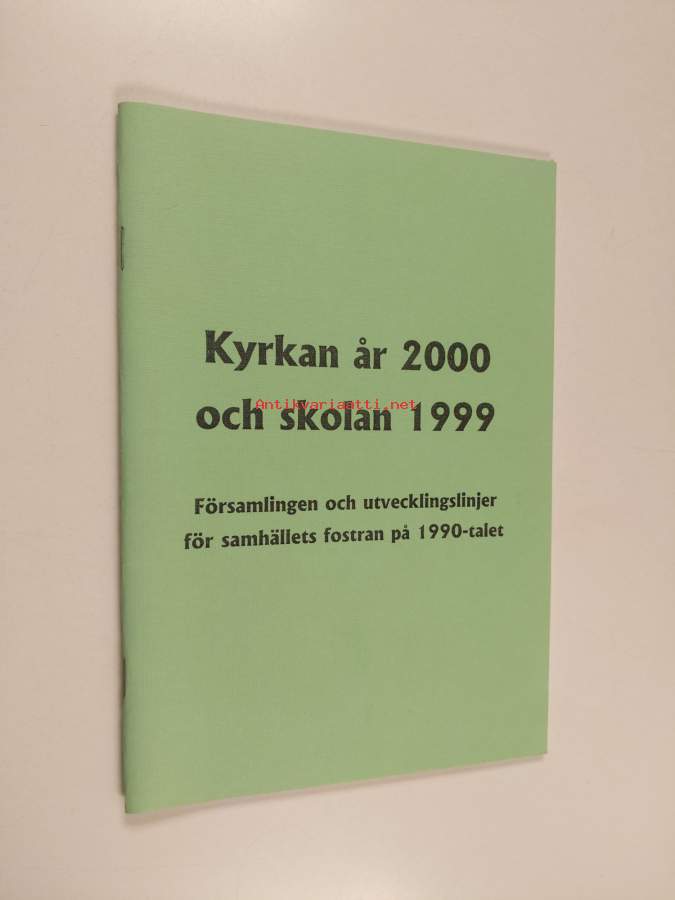 Kyrkan år 2000
Antikvariaatti.net
och skolan 1999
Församlingen och utvecklingslinjer
för samhällets fostran på 1990-talet